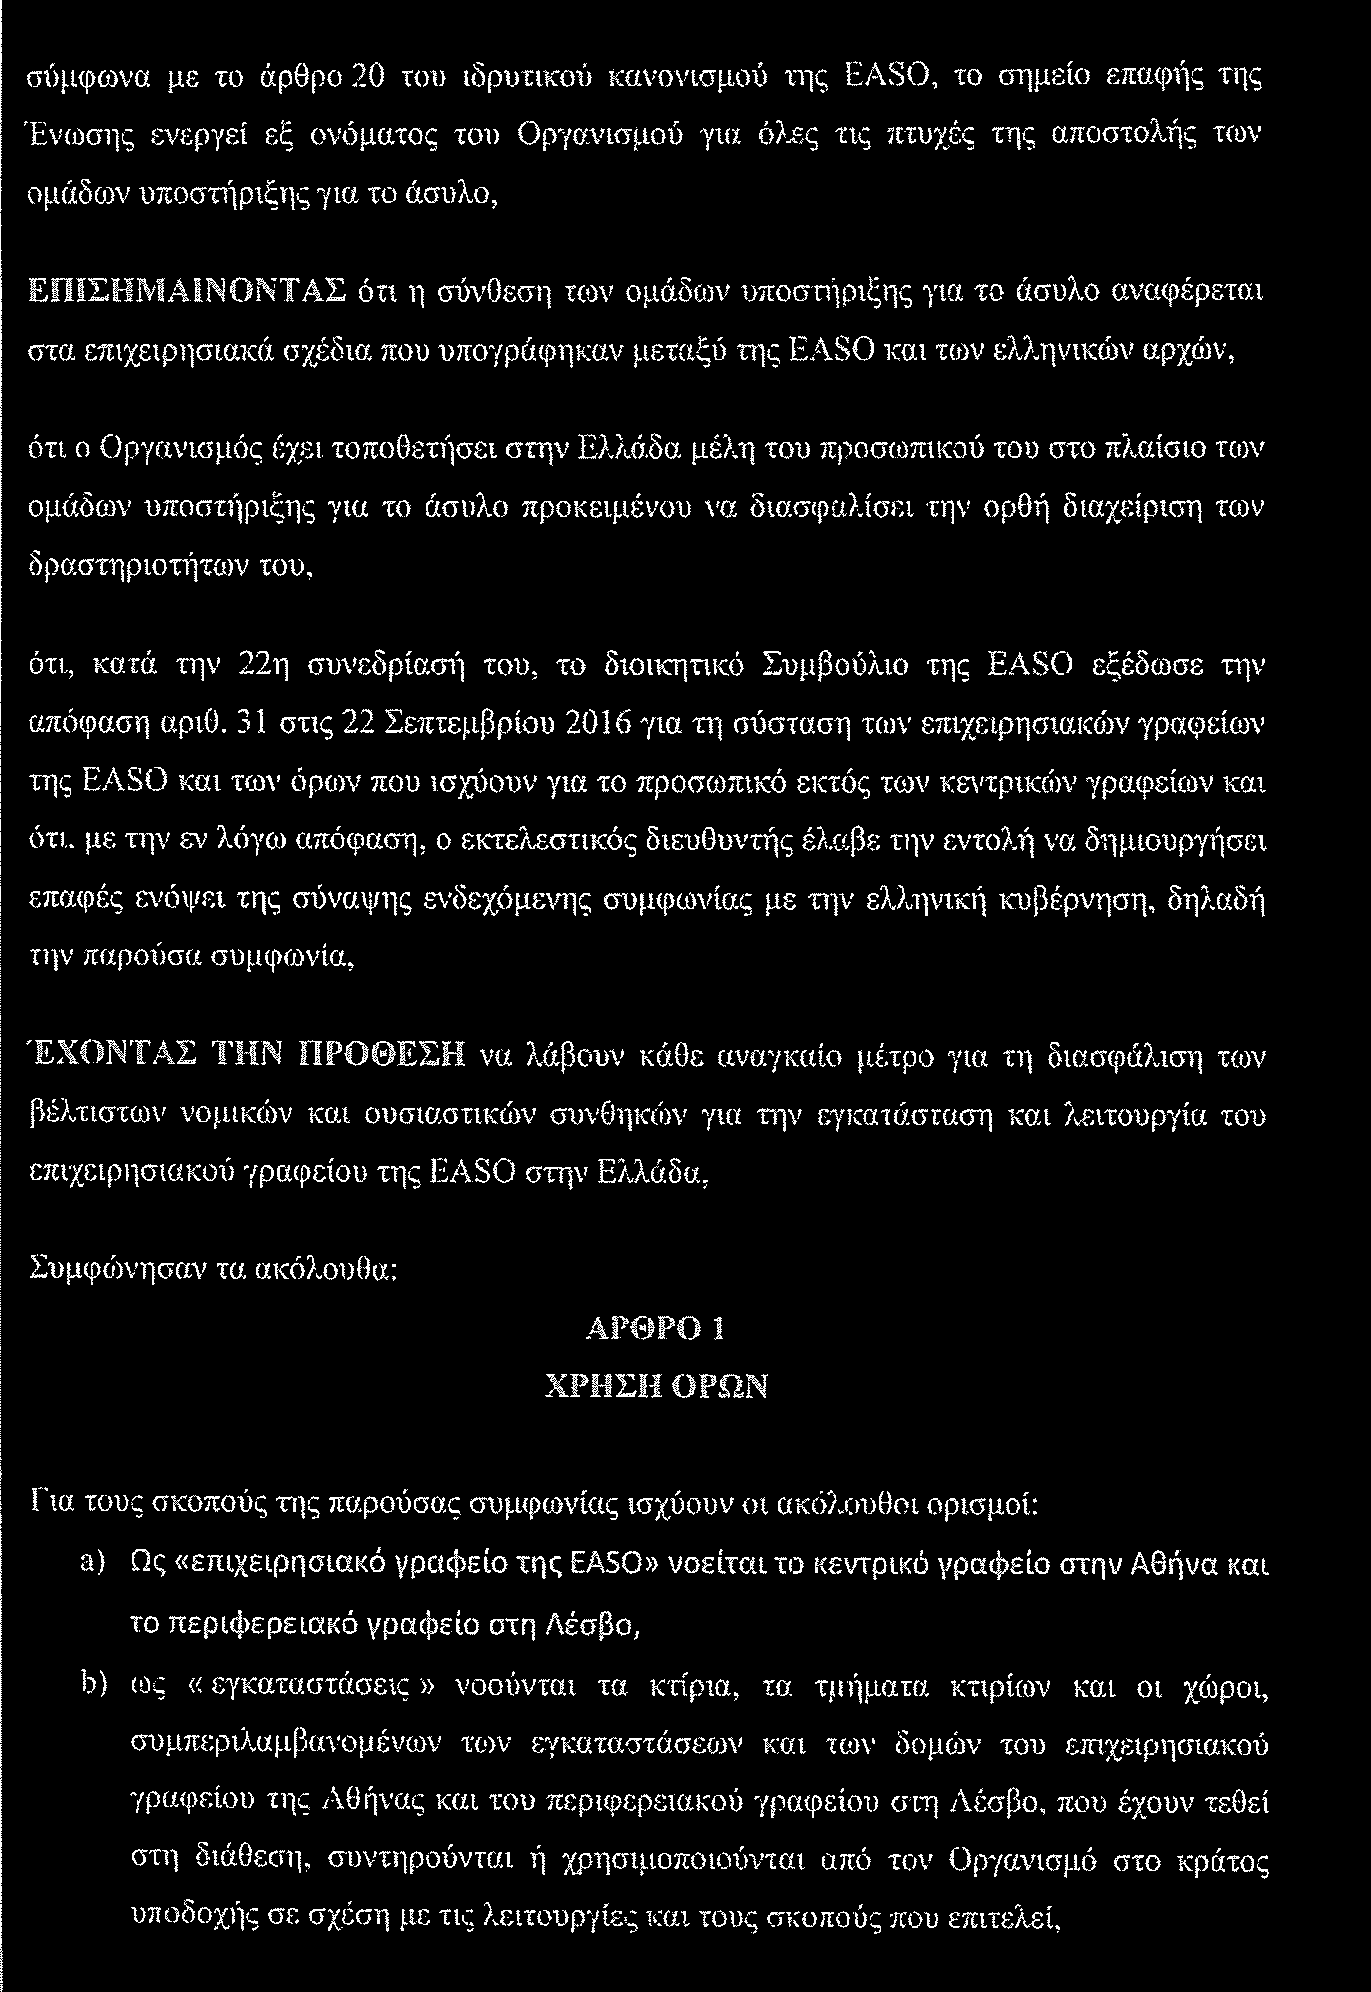 σύμφωνα με το άρθρο 20 του ιδρυτικού κανονισμού της EASO, το σημείο επαφής της
Ένωσης ενεργεί εξ ονόματος του Οργανισμού για όλες τις πτυχές της αποστολής των
ομάδων υποστήριξης για το άσυλο,
ΕΠΙΣΗΜΑΙΝΟΝΤΑΣ ότι η σύνθεση των ομάδων υποστήριξης για το άσυλο αναφέρεται
στα επιχειρησιακά σχέδια που υπογράφηκαν μεταξύ της EASO και των ελληνικών αρχών,
ότι ο Οργανισμός έχει τοποθετήσει στην Ελλάδα μέλη του προσωπικού του στο πλαίσιο των
ομάδων υποστήριξης για το άσυλο προκειμένου να διασφαλίσει την ορθή διαχείριση των
δραστηριοτήτων του,
ότι, κατά την 22η συνεδρίασή του, το διοικητικό Συμβούλιο της EASO εξέδωσε την
απόφαση αριθ. 31 στις 22 Σεπτεμβρίου 2016 για τη σύσταση των επιχειρησιακών γραφείων
της EASO και των όρων που ισχύουν για το προσωπικό εκτός των κεντρικών γραφείων και
ότι, με την εν λόγω απόφαση, ο εκτελεστικός διευθυντής έλαβε την εντολή να δημιουργήσει
επαφές ενόψει της σύναψης ενδεχόμενης συμφωνίας με την ελληνική κυβέρνηση, δηλαδή
την παρούσα συμφωνία,
ΈΧΟΝΤΑΣ ΤΗΝ ΠΡΟΘΕΣΗ να λάβουν κάθε αναγκαίο μέτρο για τη διασφάλιση των
βέλτιστων νομικών και ουσιαστικών συνθηκών για την εγκατάσταση και λειτουργία του
επιχειρησιακού γραφείου της EASO στην Ελλάδα,
Συμφώνησαν τα ακόλουθα:
ΑΡΘΡΟ 1
ΧΡΗΣΗ ΟΡΩΝ
Για τους σκοπούς της παρούσας συμφωνίας ισχύουν οι ακόλουθοι ορισμοί:
a) Ως «επιχειρησιακό γραφείο της EASO» νοείται το κεντρικό γραφείο στην Αθήνα και
το περιφερειακό γραφείο στη Λέσβο,
b) ως « εγκαταστάσεις » νοούνται τα κτίρια, τα τμήματα κτιρίων και οι χώροι,
συμπεριλαμβανομένων των εγκαταστάσεων και των δομών του επιχειρησιακού
γραφείου της Αθήνας και του περιφερειακού γραφείου στη Λέσβο, που έχουν τεθεί
στη διάθεση, συντηρούνται ή χρησιμοποιούνται από τον Οργανισμό στο κράτος
υποδοχής σε σχέση με τις λειτουργίες και τους σκοπούς που επιτελεί,